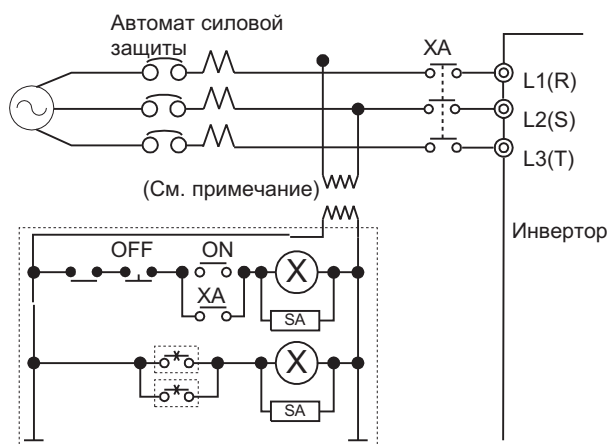 Автомат силовой
защиты
XA
L1(R)
L2(S)
L3(T)
(См. примечание)
Инвертор
OFF
ON
X
XA
SA
X
SA